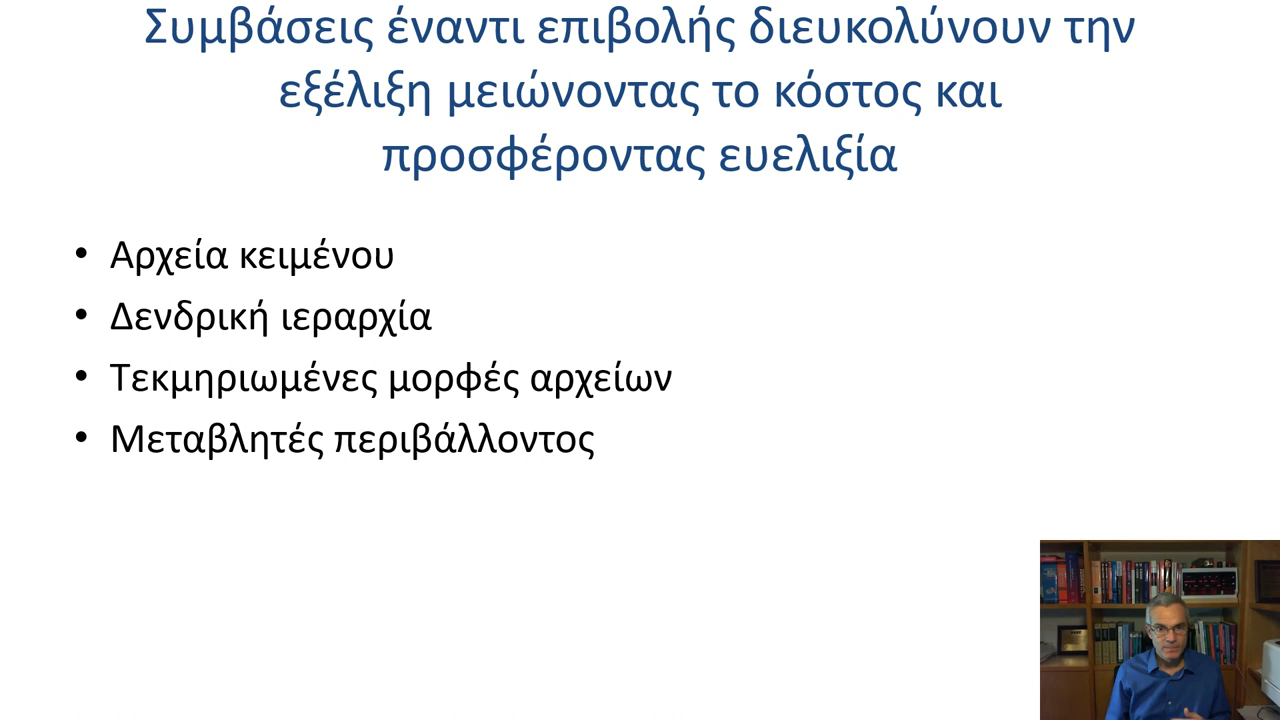 Συμβάσεις έναντι επιβολής διευκολύνουν την
εξέλιξη μειώνοντας το κόστος και
προσφέροντας ευελιξία
• Αρχεία κειμένου
• Δενδρική ιεραρχία
• Τεκμηριωμένες μορφές αρχείων
• Μεταβλητές περιβάλλοντος